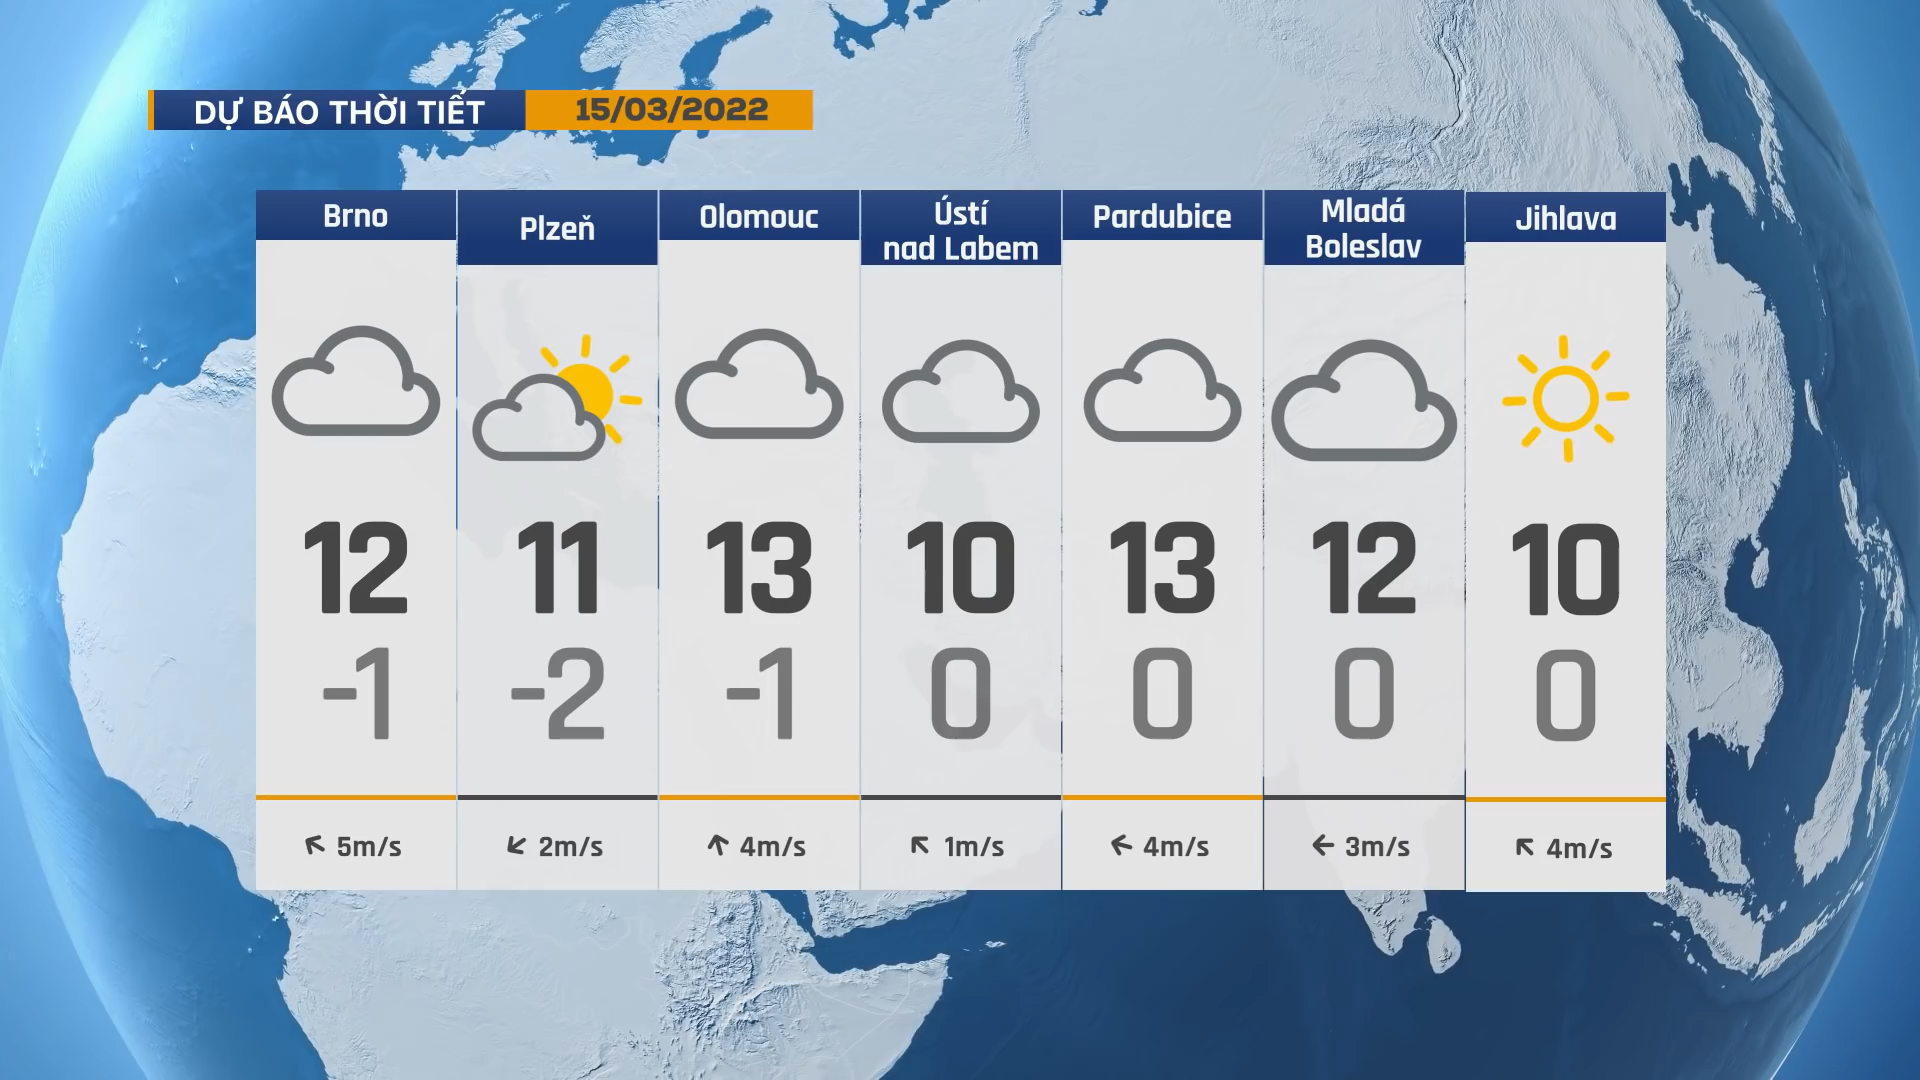 DỰ BÁO THỜI TIẾT
15/03/2022
Brno
12
-1
5m/s
Plzeň
11
-2
2m/s
Olomouc
13
-1
4m/s
Ústí
nad Labem
10
0
1m/s
Pardubice
13
0
4m/s
Mladá
Boleslav
12
0
3m/s
Jihlava
10
0
4m/s